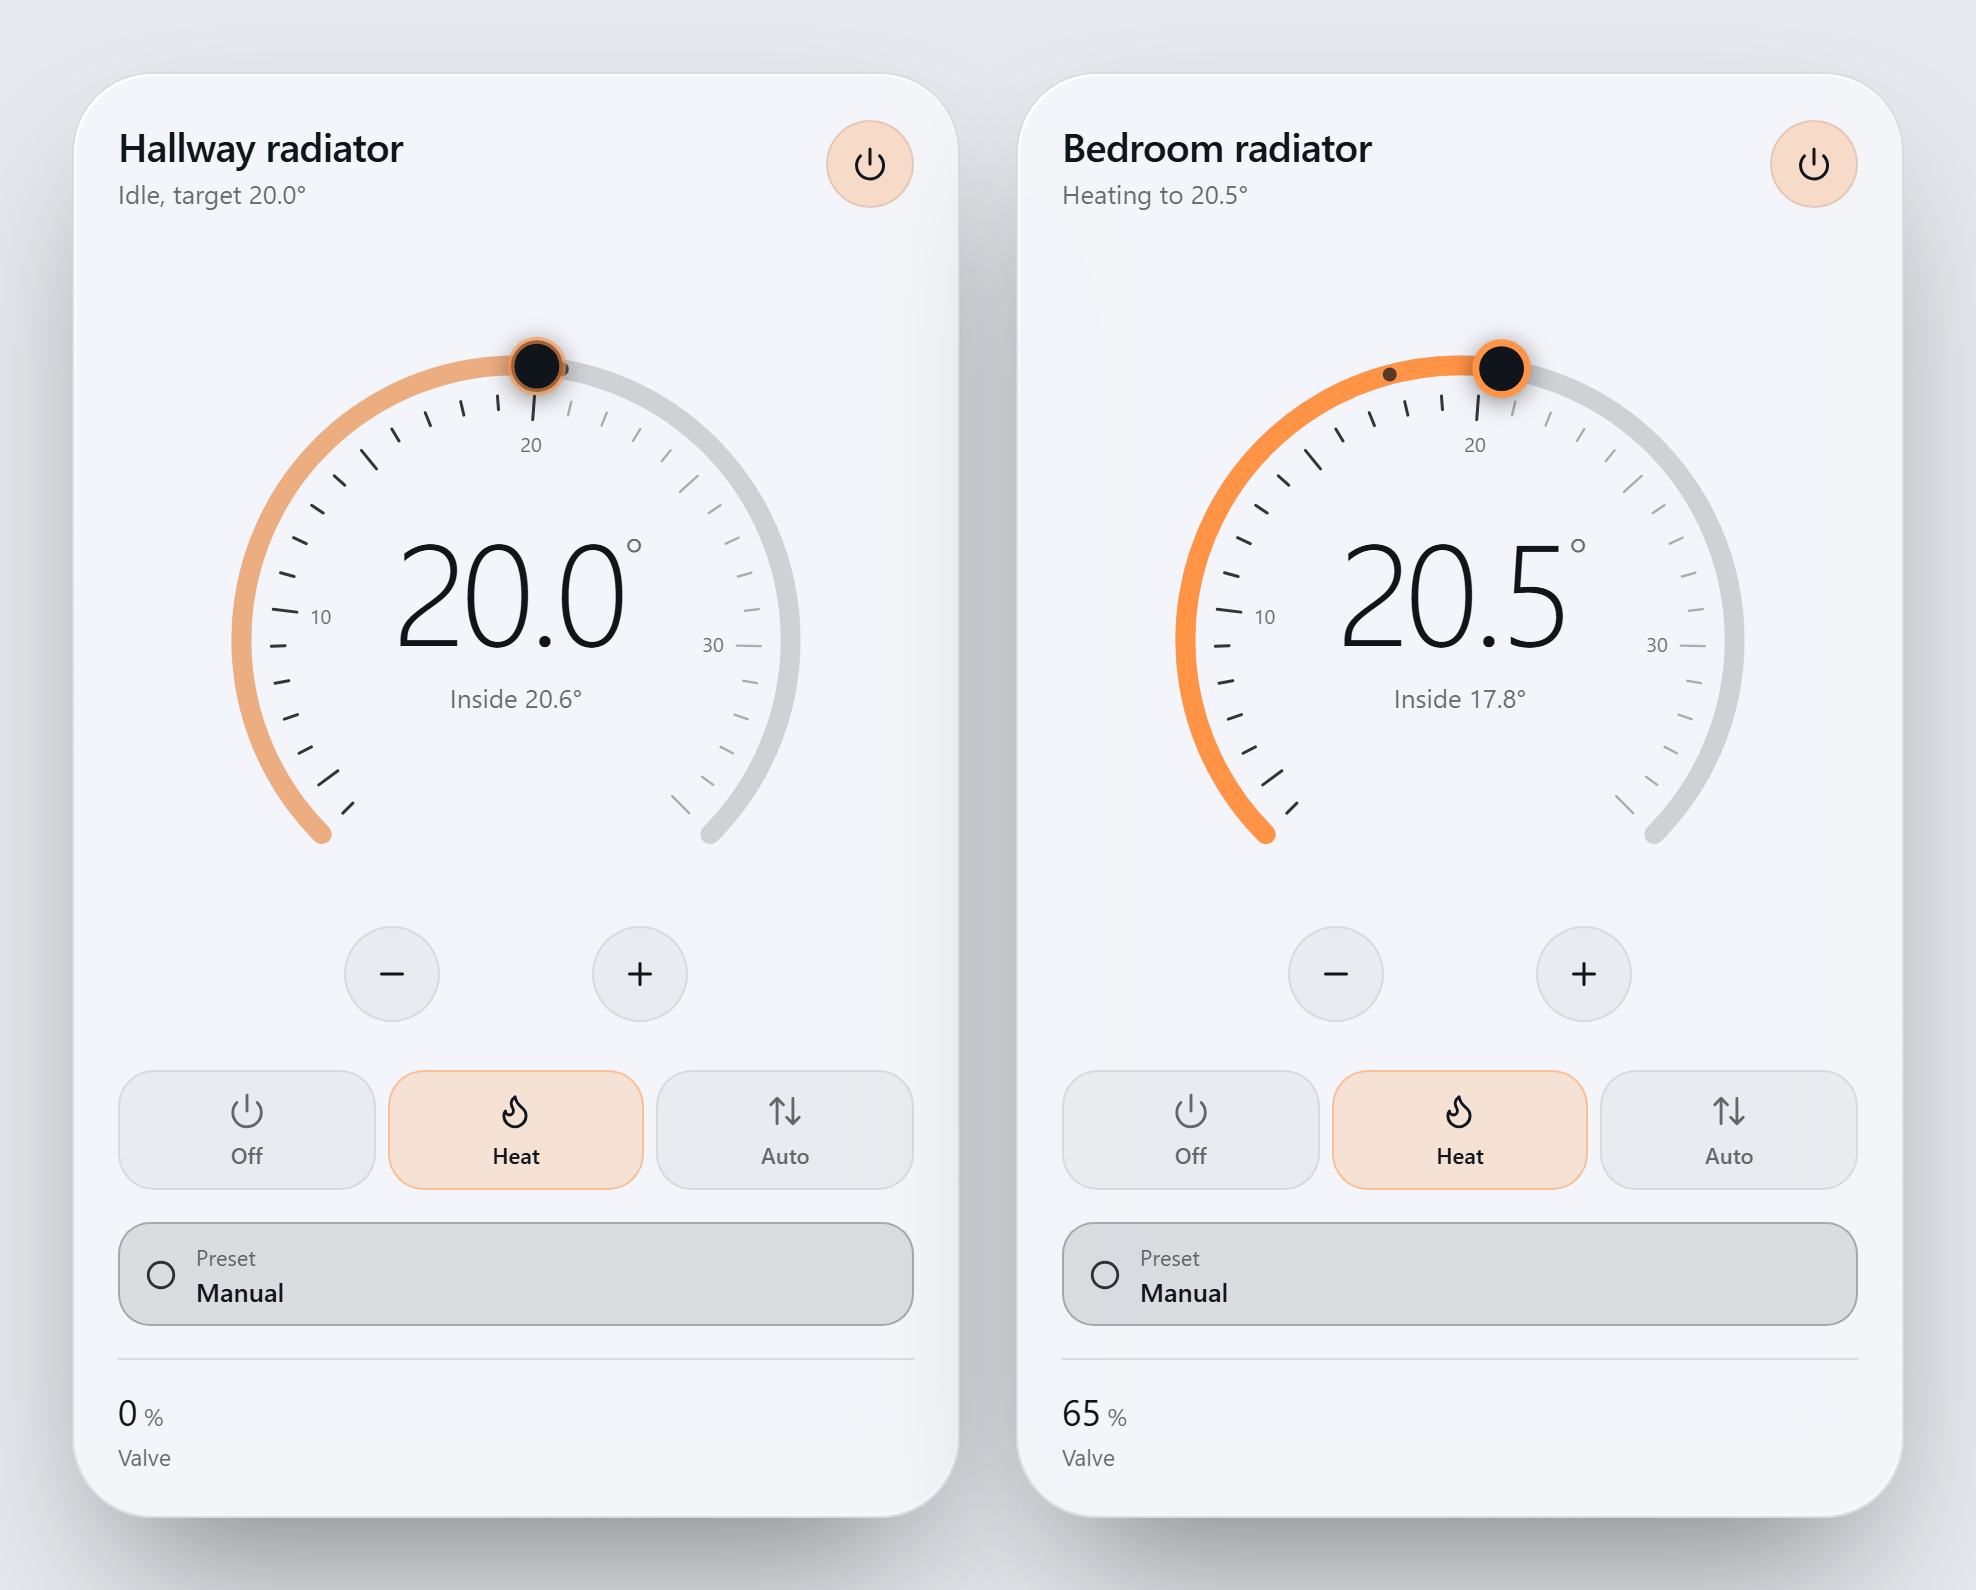 Hallway radiator
Idle, target 20.0°
20
10
30
20.0°
Inside 20.6°
Off
Heat
Auto
Preset
Manual
0 %
Valve
Bedroom radiator
Heating to 20.5°
20
10
30
20.5°
Inside 17.8°
Off
Heat
Auto
Preset
Manual
65 %
Valve